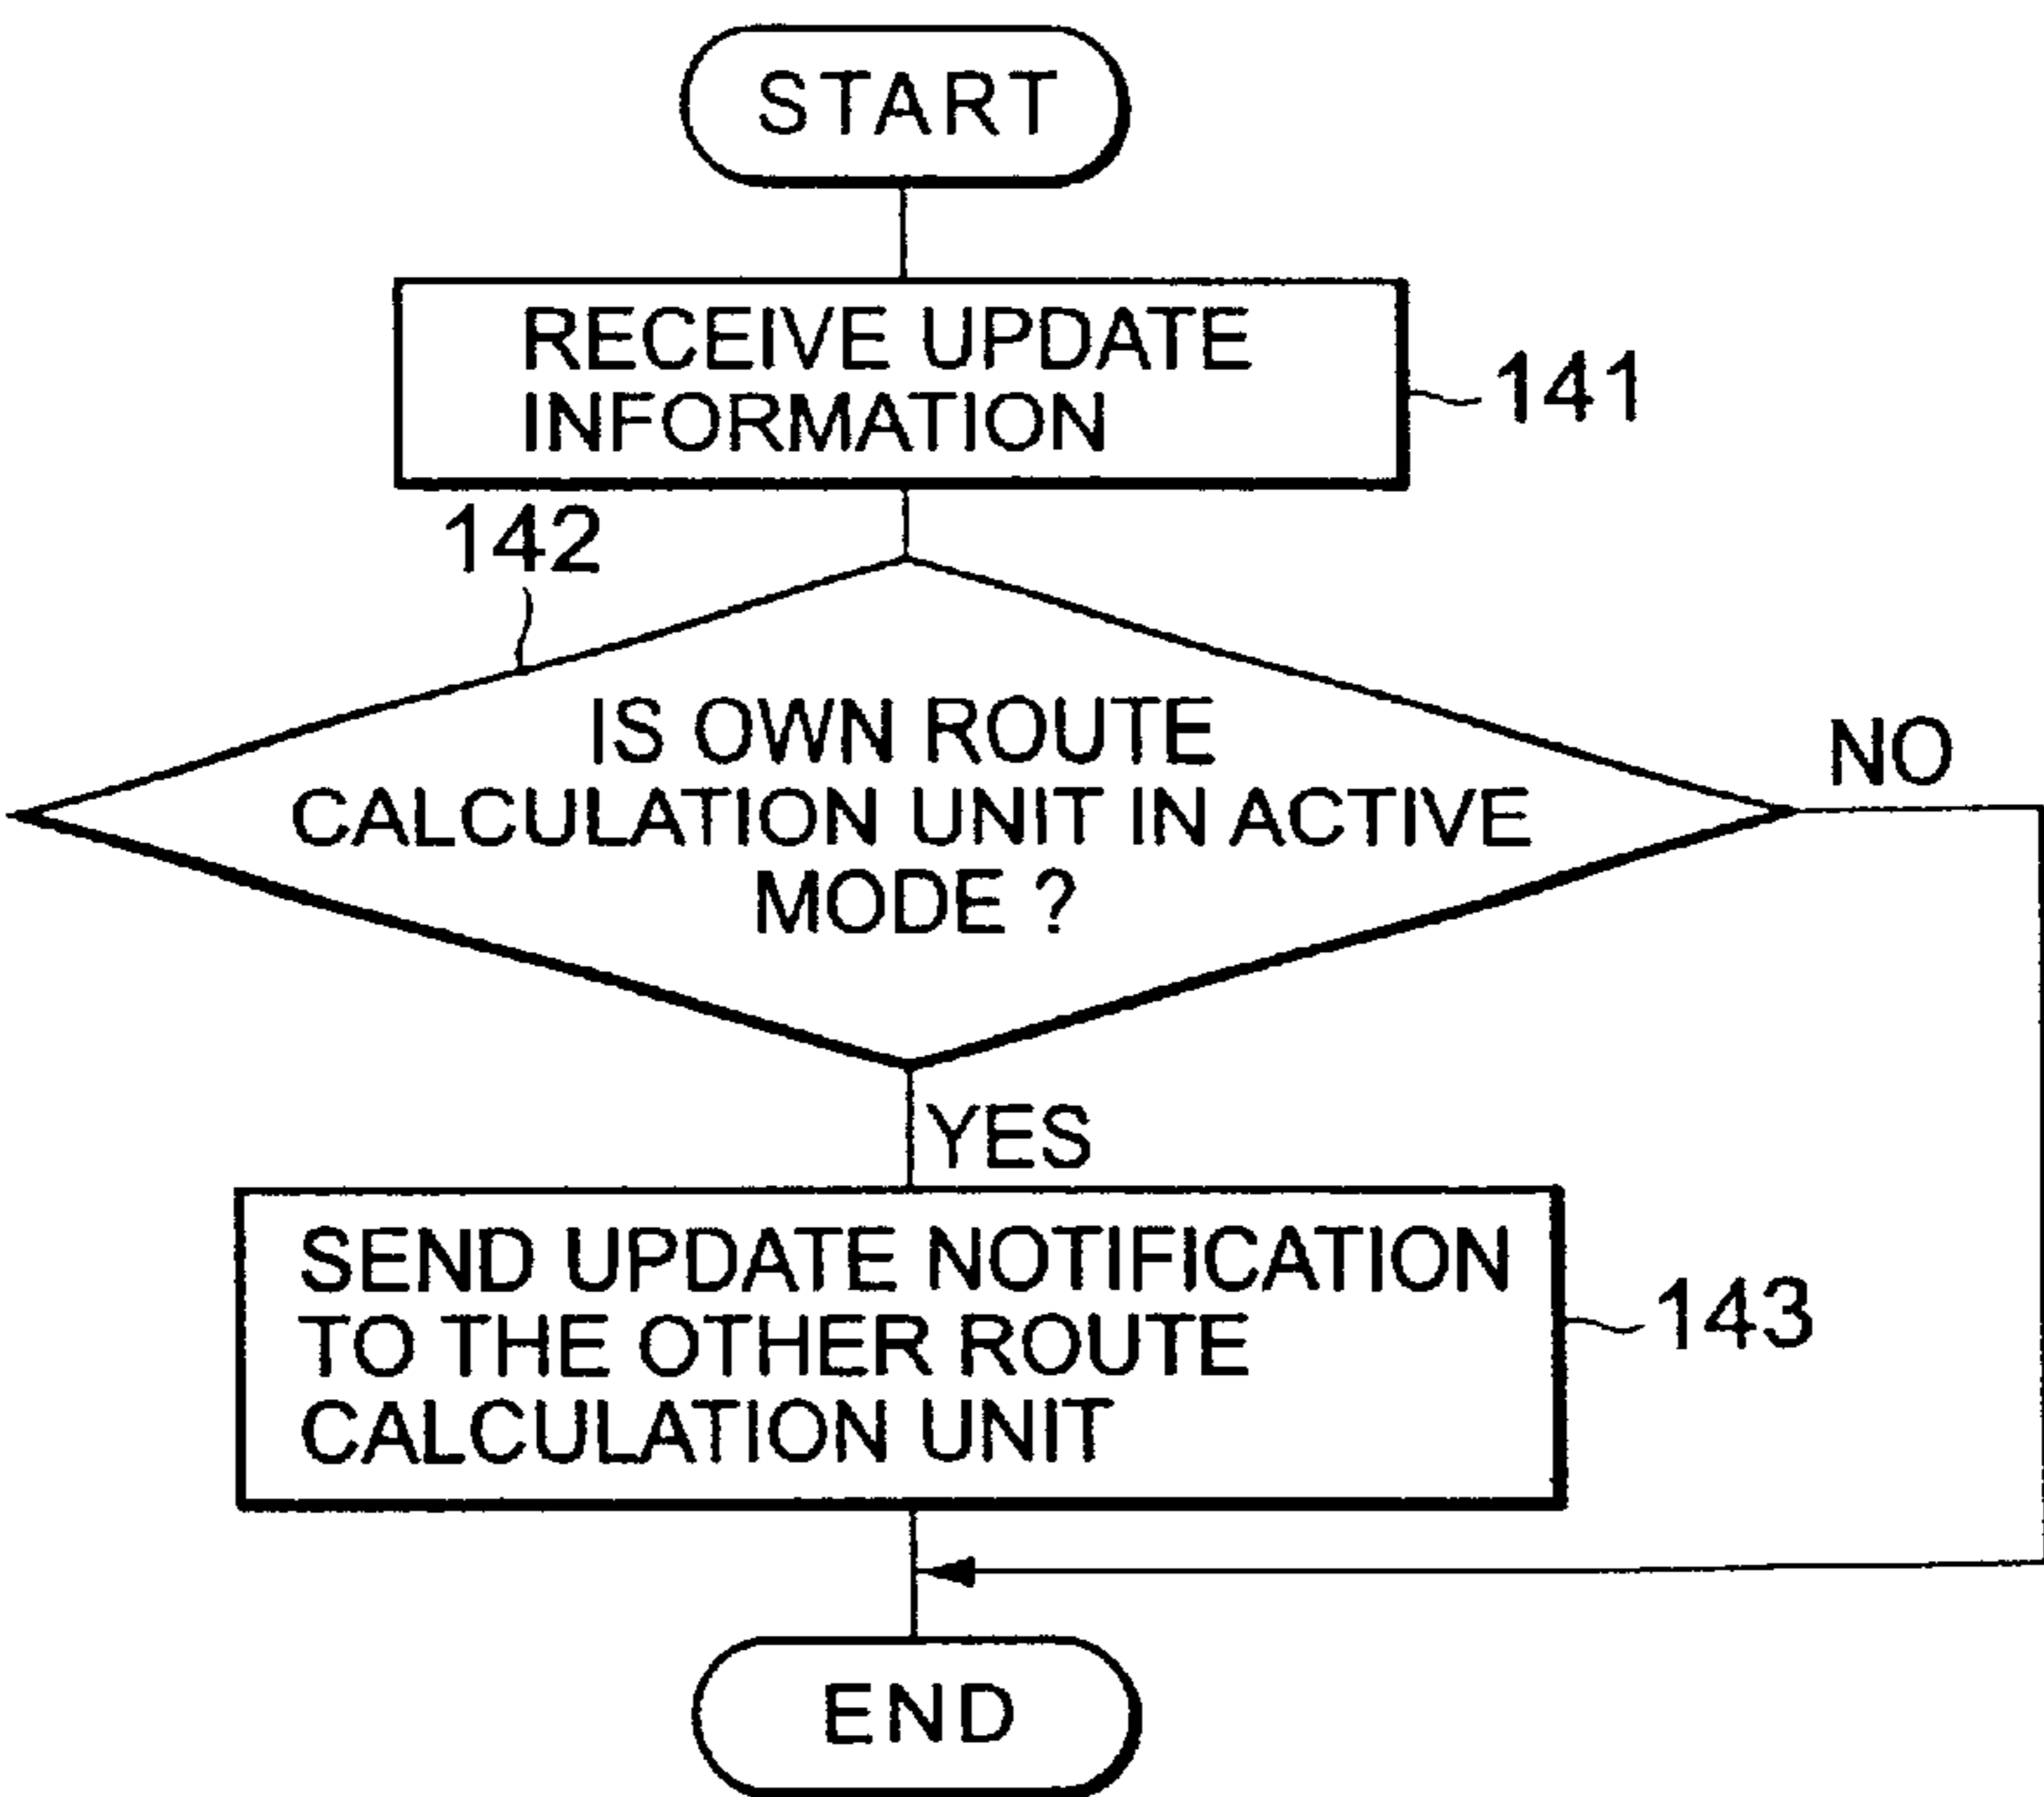 START
RECEIVE UPDATE
INFORMATION
141
142
IS OWN ROUTE
CALCULATION UNIT IN ACTIVE
MODE ?
NO
YES
SEND UPDATE NOTIFICATION
TO THE OTHER ROUTE
CALCULATION UNIT
143
END